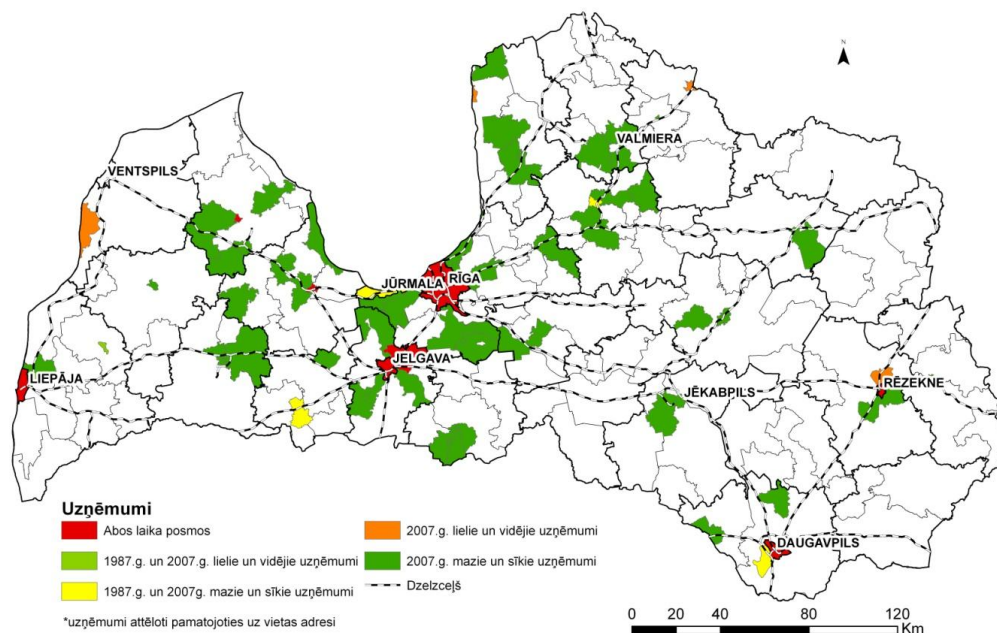 N
VENTSPILS
VALMIERA
JŪRMALA
RĪGA
JELGAVA
LIEPĀJA
JĒKABPILS
RĒZEKNE
DAUGAVPILS
Uzņēmumi
Abos laika posmos
1987.g. un 2007.g. lielie un vidējie uzņēmumi
1987.g. un 2007g. mazie un sīkie uzņēmumi
2007.g. lielie un vidējie uzņēmumi
2007.g. mazie un sīkie uzņēmumi
Dzelzceļš
*uzņēmumi attēloti pamatojoties uz vietas adresi
0 20 40 80 120
Km